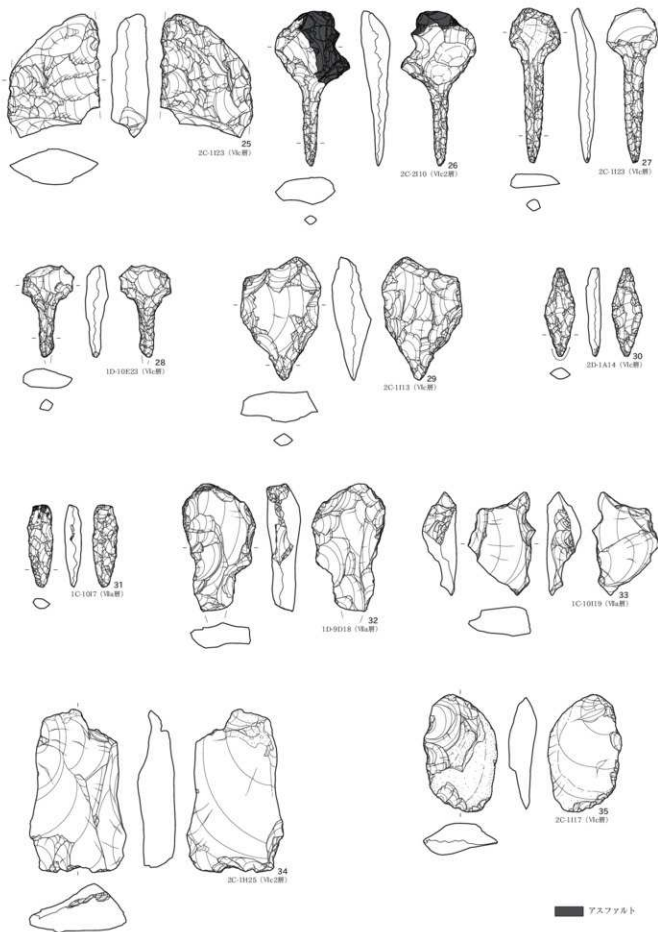 25
2C-1I23 (Ⅵc層)
26
2C-2I10 (Ⅵc2層)
27
2C-1I23 (Ⅵc層)
28
1D-10E23 (Ⅵc層)
29
2C-1I13 (Ⅵc層)
30
2D-1A14 (Ⅵc層)
31
1C-10I7 (Ⅶa層)
32
1D-9D18 (Ⅶa層)
33
1C-10I19 (Ⅶa層)
34
2C-1H25 (Ⅵc2層)
35
2C-1I17 (Ⅵc層)
アスファルト